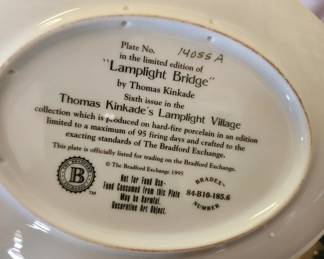 Plate No. 14055 A
in the limited edition of
"Lamplight Bridge"
by Thomas Kinkade
Sixth issue in the
Thomas Kinkade's Lamplight Village
collection which is produced on hard-fire porcelain in an edition
limited to a maximum of 95 firing days and crafted to the
exacting standards of The Bradford Exchange.
This plate is officially listed for trading on the Bradford Exchange.
© The Bradford Exchange 1995
B
Not for Food Use-
Food Consumed from this Plate
May be harmful.
Decorative Art Object.
BRADEX
84-B10-185.6
NUMBER